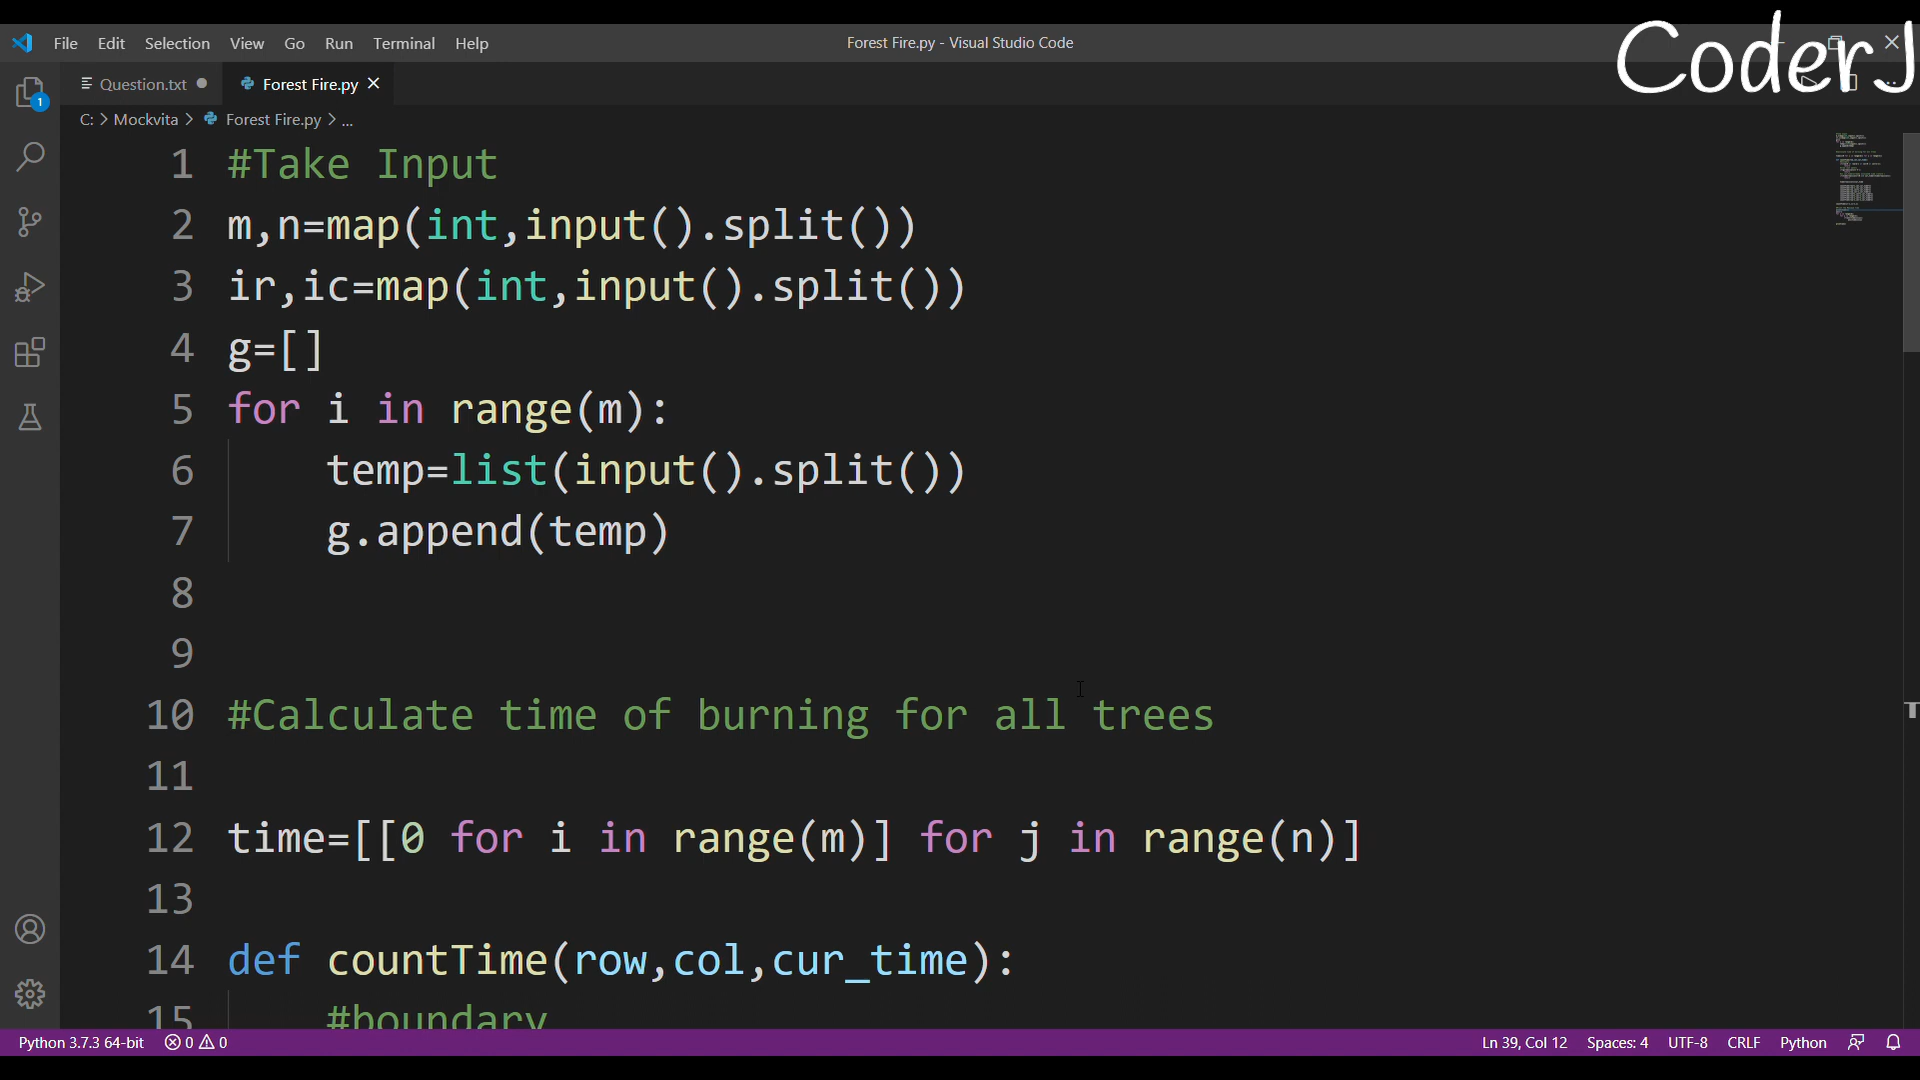 CoderJ
File Edit Selection View Go Run Terminal Help
Forest Fire.py - Visual Studio Code
Question.txt
Forest Fire.py
C: > Mockvita > Forest Fire.py > ...
1
1 #Take Input
2 m,n=map(int,input().split())
3 ir,ic=map(int,input().split())
4 g=[]
5 for i in range(m):
6 temp=list(input().split())
7 g.append(temp)
8
9
10 #Calculate time of burning for all trees
11
12 time=[[0 for i in range(m)] for j in range(n)]
13
14 def countTime(row,col,cur_time):
15 #boundary
Python 3.7.3 64-bit 0 0 Ln 39, Col 12 Spaces: 4 UTF-8 CRLF Python